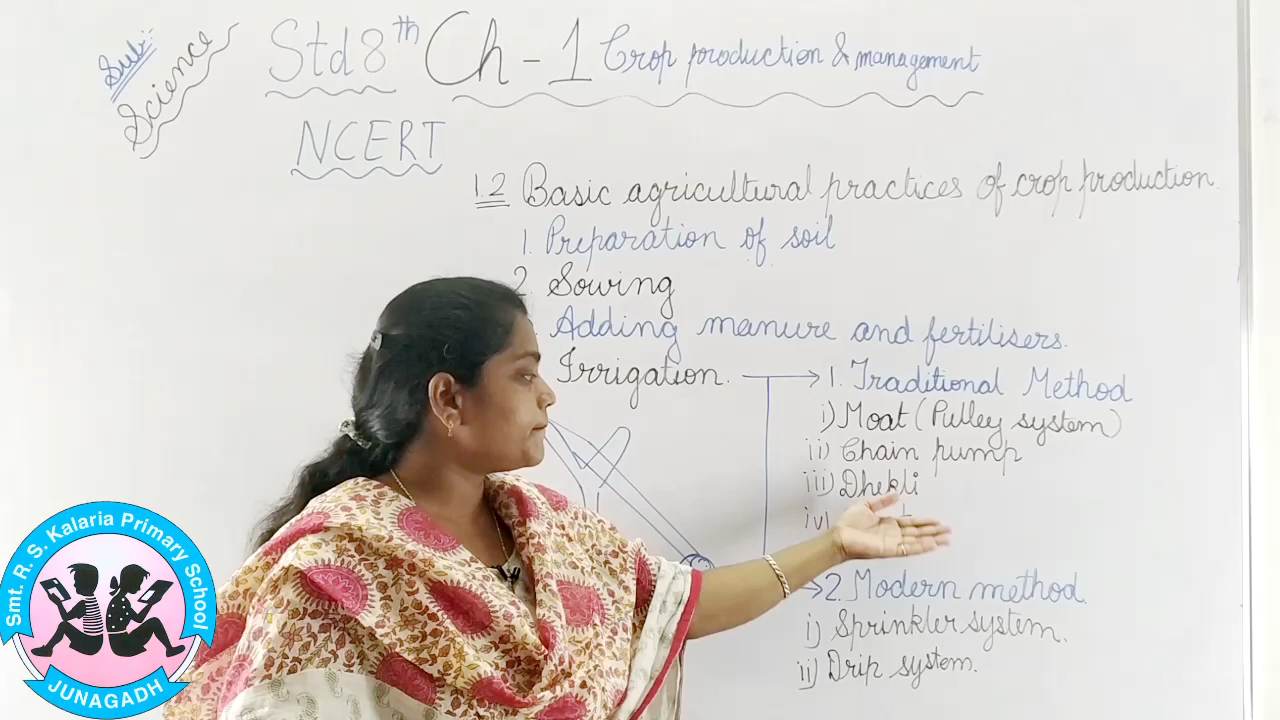 Sub:-
Science
Std 8th Ch - 1 Crop production & management
NCERT
1.2 Basic agricultural practices of crop production
1. Preparation of soil
2. Sowing
Adding manure and fertilisers.
Irrigation. → 1. Traditional Method
i) Moat (Pulley system)
ii) Chain pump
iii) Dhekli
iv)
→ 2. Modern method.
i) Sprinkler system.
ii) Drip system.
Smt. R. S. Kalaria Primary School
JUNAGADH